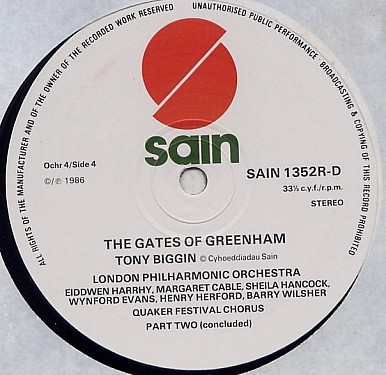 ALL RIGHTS OF THE MANUFACTURER AND OF THE OWNER OF THE RECORDED WORK RESERVED
UNAUTHORISED PUBLIC PERFORMANCE, BROADCASTING & COPYING OF THIS RECORD PROHIBITED
sain
Ochr 4/Side 4
SAIN 1352R-D
©/℗ 1986
33⅓ c.y.f./r.p.m.
STEREO
THE GATES OF GREENHAM
TONY BIGGIN © Cyhoeddiadau Sain
LONDON PHILHARMONIC ORCHESTRA
EIDDWEN HARRHY, MARGARET CABLE, SHEILA HANCOCK,
WYNFORD EVANS, HENRY HERFORD, BARRY WILSHER
QUAKER FESTIVAL CHORUS
PART TWO (concluded)